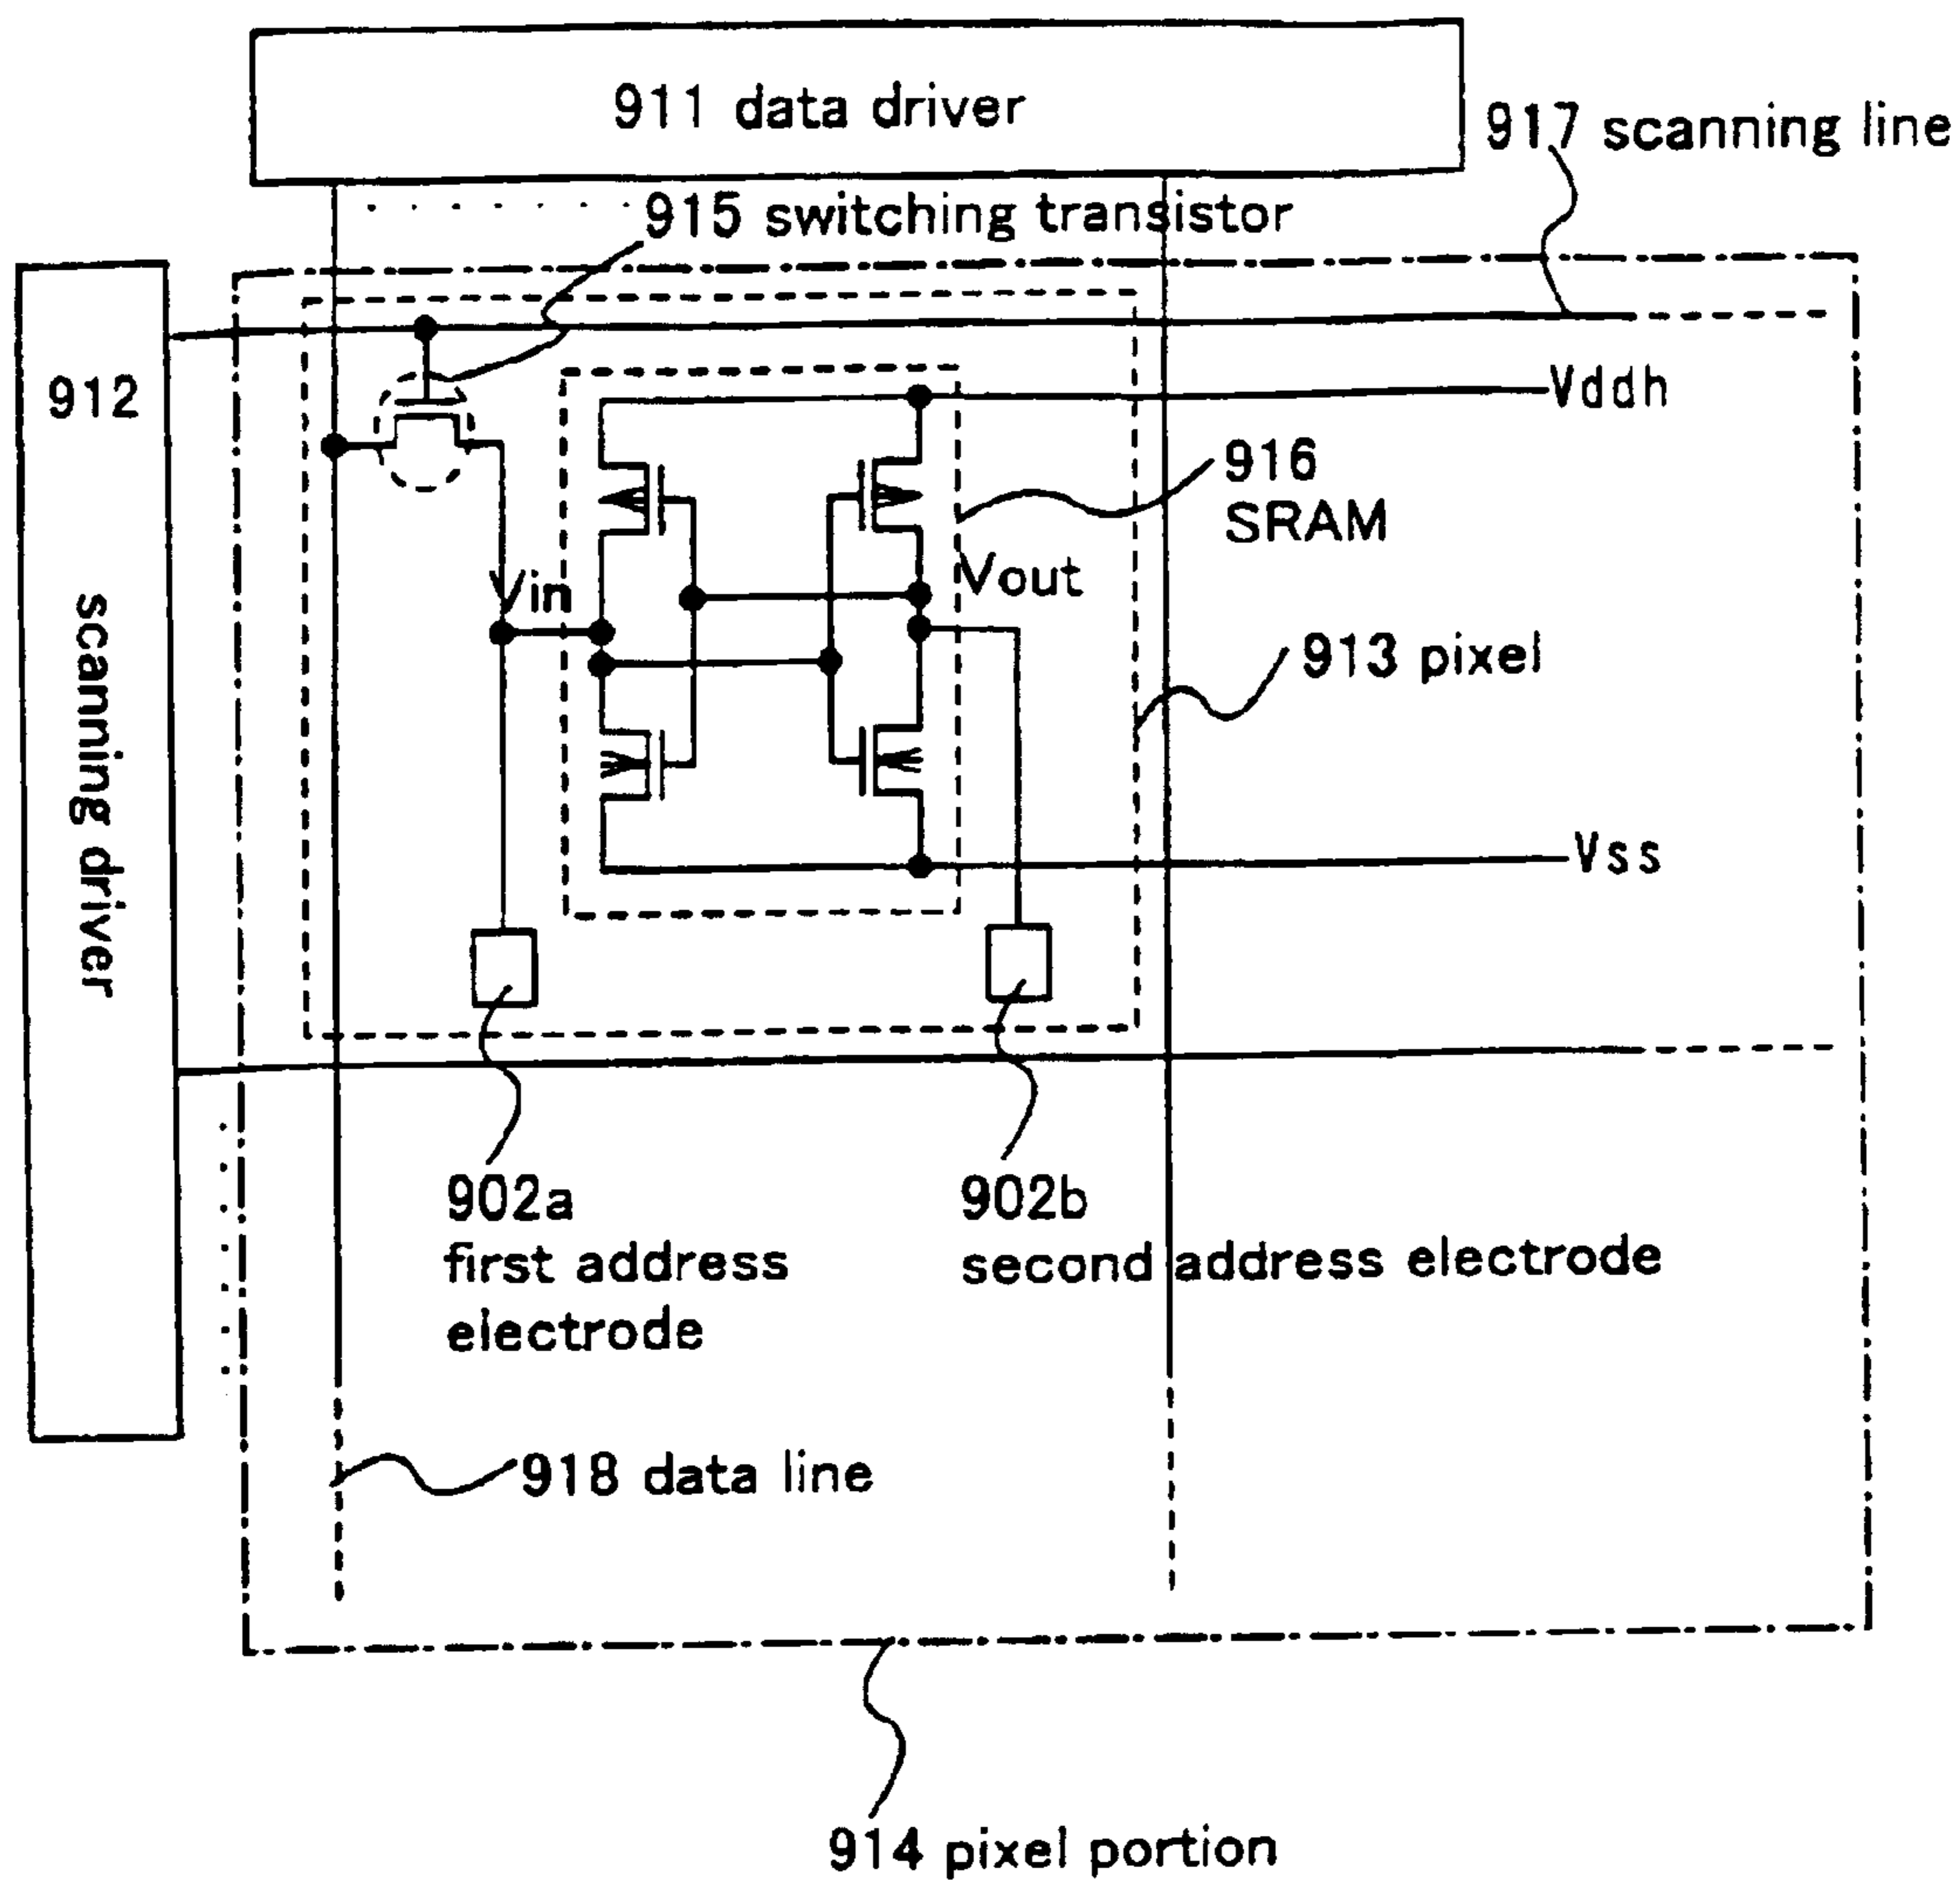 911 data driver
917 scanning line
915 switching transistor
912
scanning driver
Vddh
916
SRAM
Vin
Vout
913 pixel
Vss
902a
first address
electrode
902b
second address electrode
918 data line
914 pixel portion